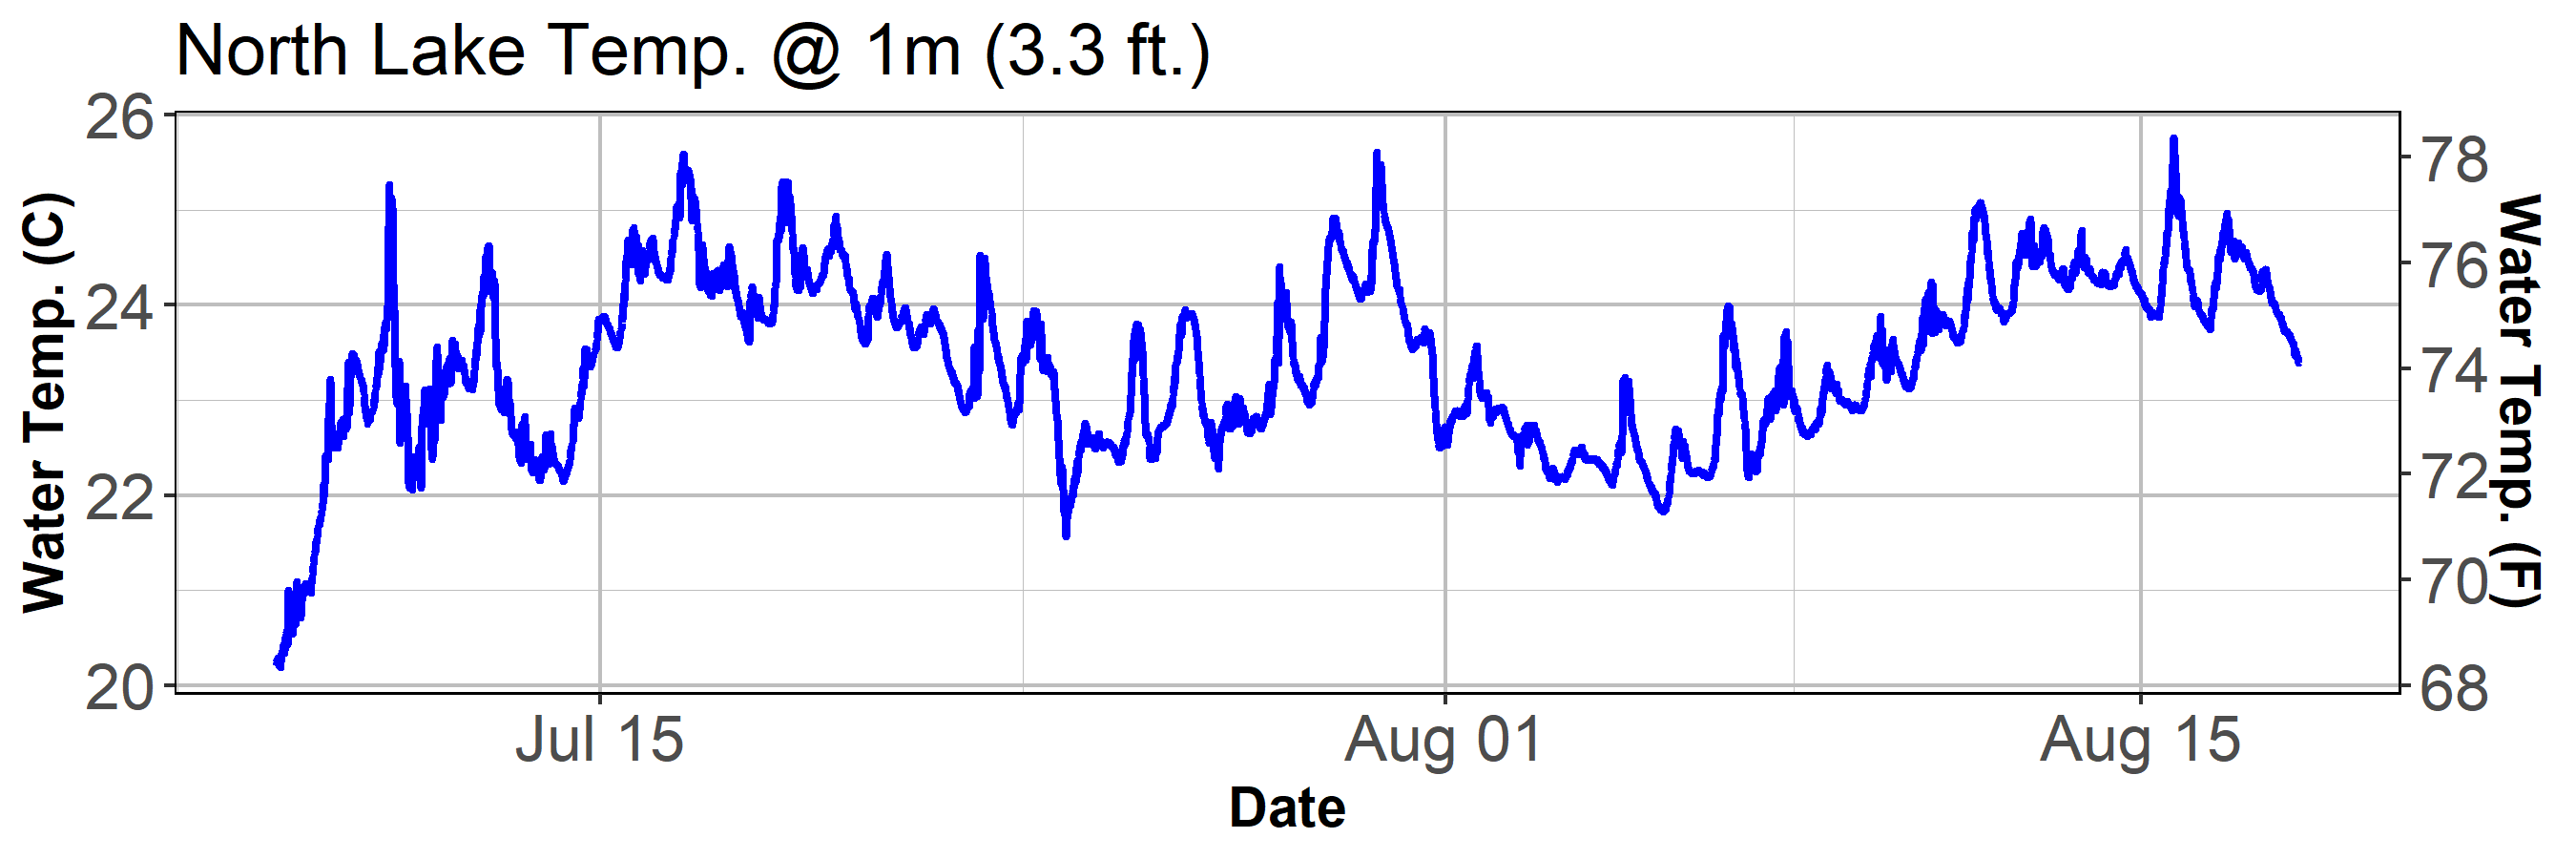 North Lake Temp. @ 1m (3.3 ft.)
Water Temp. (C)
26
24
22
20
78
76
74
72
70
68
Water Temp. (F)
Jul 15
Aug 01
Aug 15
Date